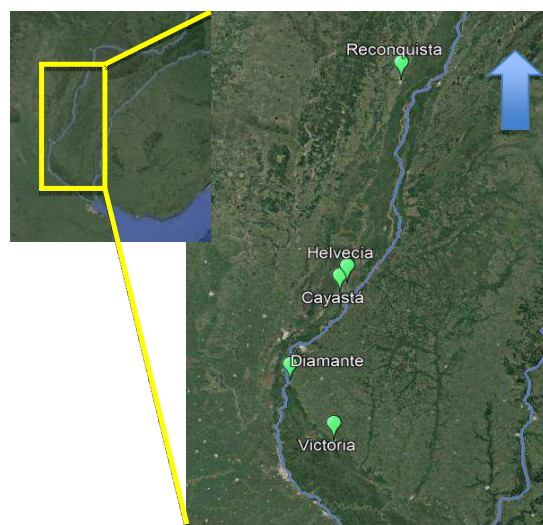 Reconquista
Helvecia
Cayastá
Diamante
Victoria